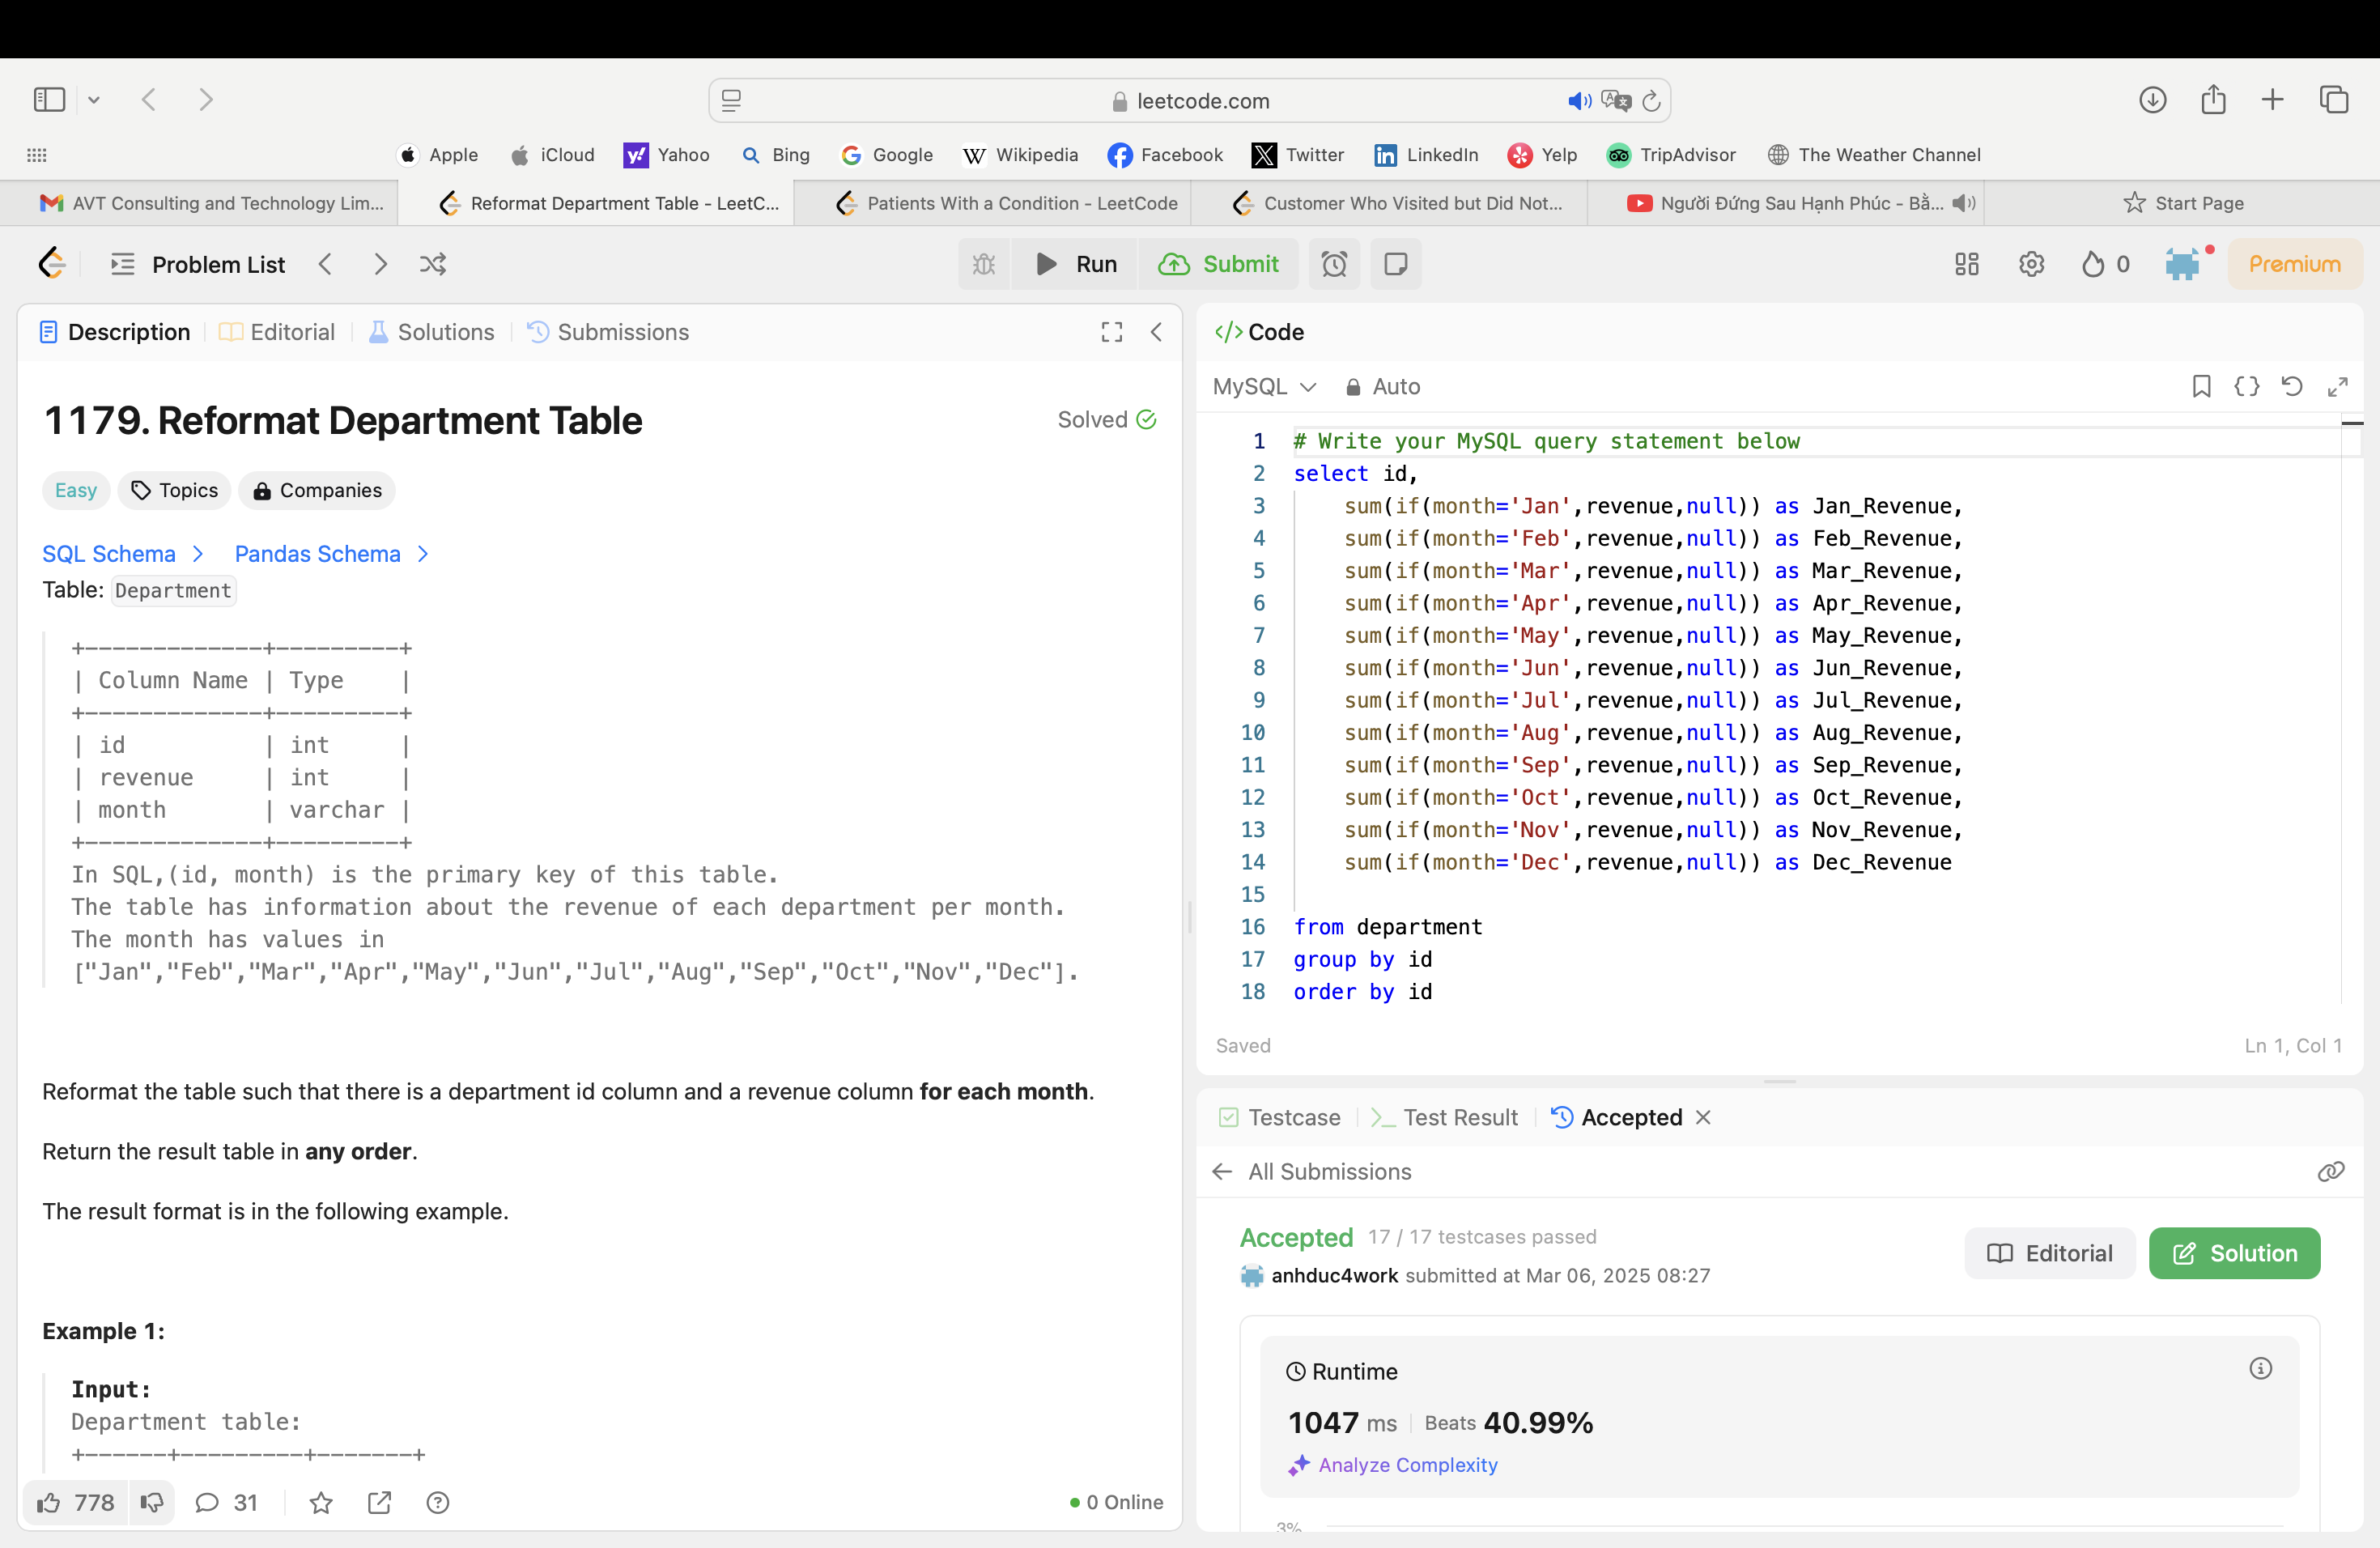 leetcode.com
Apple iCloud Yahoo Bing Google Wikipedia Facebook Twitter LinkedIn Yelp TripAdvisor The Weather Channel
AVT Consulting and Technology Lim... Reformat Department Table - LeetC... Patients With a Condition - LeetCode Customer Who Visited but Did Not... Người Đứng Sau Hạnh Phúc - Bằ... Start Page
Problem List Run Submit 0 Premium
Description Editorial Solutions Submissions
1179. Reformat Department Table
Solved
Easy Topics Companies
SQL Schema > Pandas Schema >
Table: Department
+-------------+---------+
| Column Name | Type    |
+-------------+---------+
| id          | int     |
| revenue     | int     |
| month       | varchar |
+-------------+---------+
In SQL,(id, month) is the primary key of this table.
The table has information about the revenue of each department per month.
The month has values in
["Jan","Feb","Mar","Apr","May","Jun","Jul","Aug","Sep","Oct","Nov","Dec"].
Reformat the table such that there is a department id column and a revenue column for each month.
Return the result table in any order.
The result format is in the following example.
Example 1:
Input:
Department table:
+------+---------+-------+
778 31 0 Online
</> Code
MySQL Auto
1 # Write your MySQL query statement below
2 select id,
3     sum(if(month='Jan',revenue,null)) as Jan_Revenue,
4     sum(if(month='Feb',revenue,null)) as Feb_Revenue,
5     sum(if(month='Mar',revenue,null)) as Mar_Revenue,
6     sum(if(month='Apr',revenue,null)) as Apr_Revenue,
7     sum(if(month='May',revenue,null)) as May_Revenue,
8     sum(if(month='Jun',revenue,null)) as Jun_Revenue,
9     sum(if(month='Jul',revenue,null)) as Jul_Revenue,
10     sum(if(month='Aug',revenue,null)) as Aug_Revenue,
11     sum(if(month='Sep',revenue,null)) as Sep_Revenue,
12     sum(if(month='Oct',revenue,null)) as Oct_Revenue,
13     sum(if(month='Nov',revenue,null)) as Nov_Revenue,
14     sum(if(month='Dec',revenue,null)) as Dec_Revenue
15
16 from department
17 group by id
18 order by id
Saved Ln 1, Col 1
Testcase Test Result Accepted
All Submissions
Accepted 17 / 17 testcases passed
anhduc4work submitted at Mar 06, 2025 08:27
Editorial Solution
Runtime
1047 ms Beats 40.99%
Analyze Complexity
3%